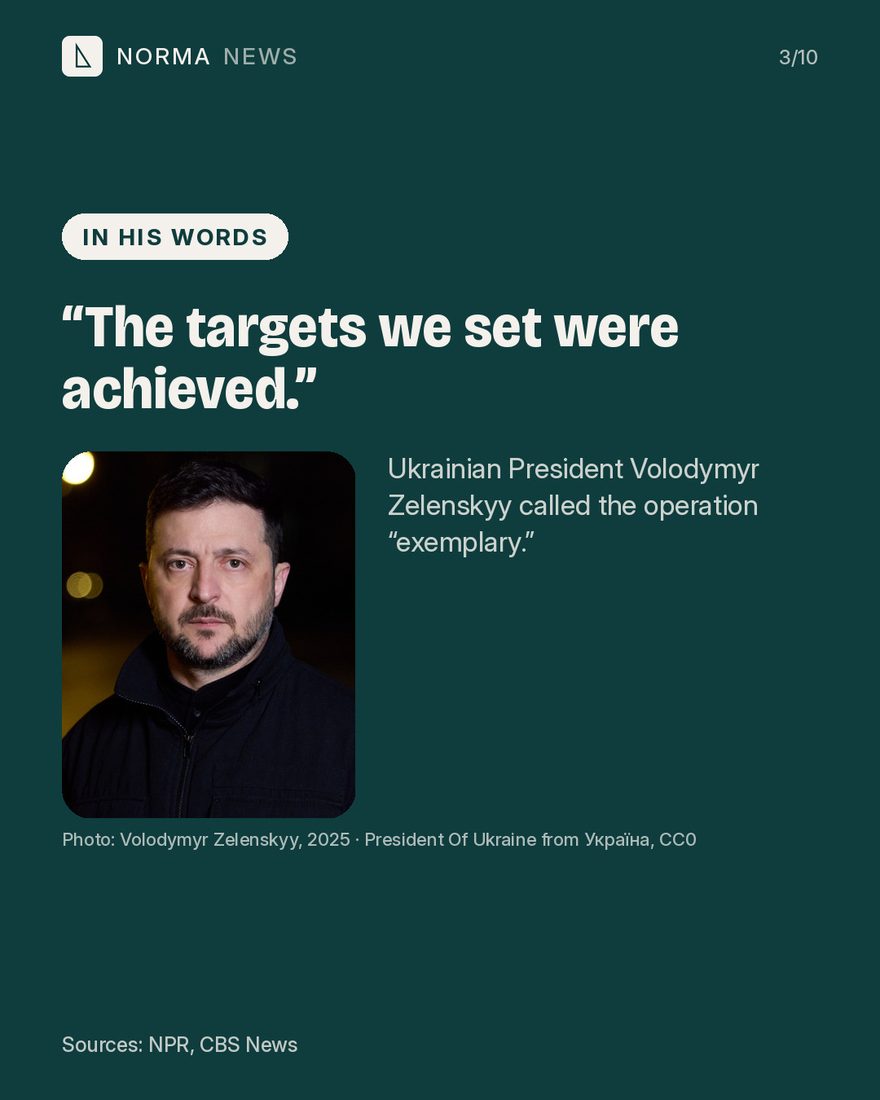 NORMA NEWS
3/10
IN HIS WORDS
“The targets we set were
achieved.”
Ukrainian President Volodymyr
Zelenskyy called the operation
“exemplary.”
Photo: Volodymyr Zelenskyy, 2025 · President Of Ukraine from Україна, CC0
Sources: NPR, CBS News